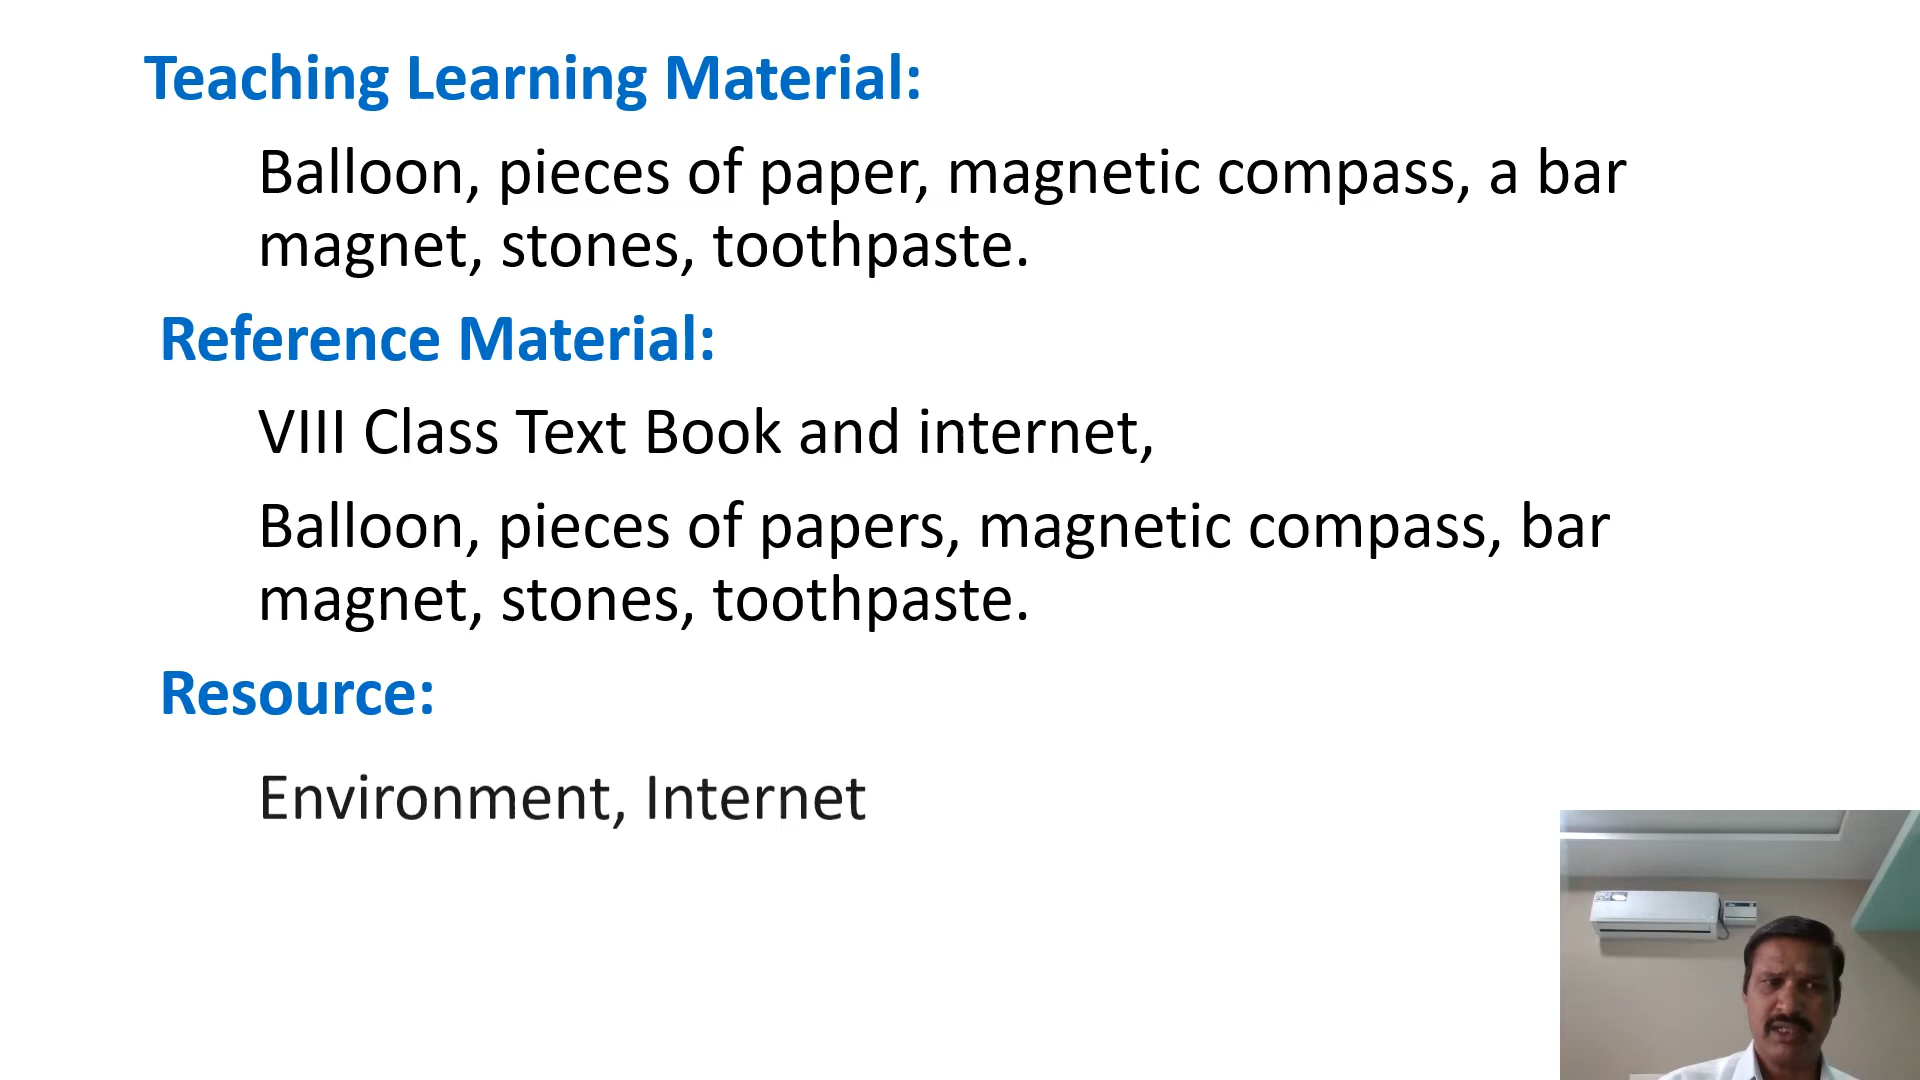 Teaching Learning Material:
Balloon, pieces of paper, magnetic compass, a bar
magnet, stones, toothpaste.
Reference Material:
VIII Class Text Book and internet,
Balloon, pieces of papers, magnetic compass, bar
magnet, stones, toothpaste.
Resource:
Environment, Internet